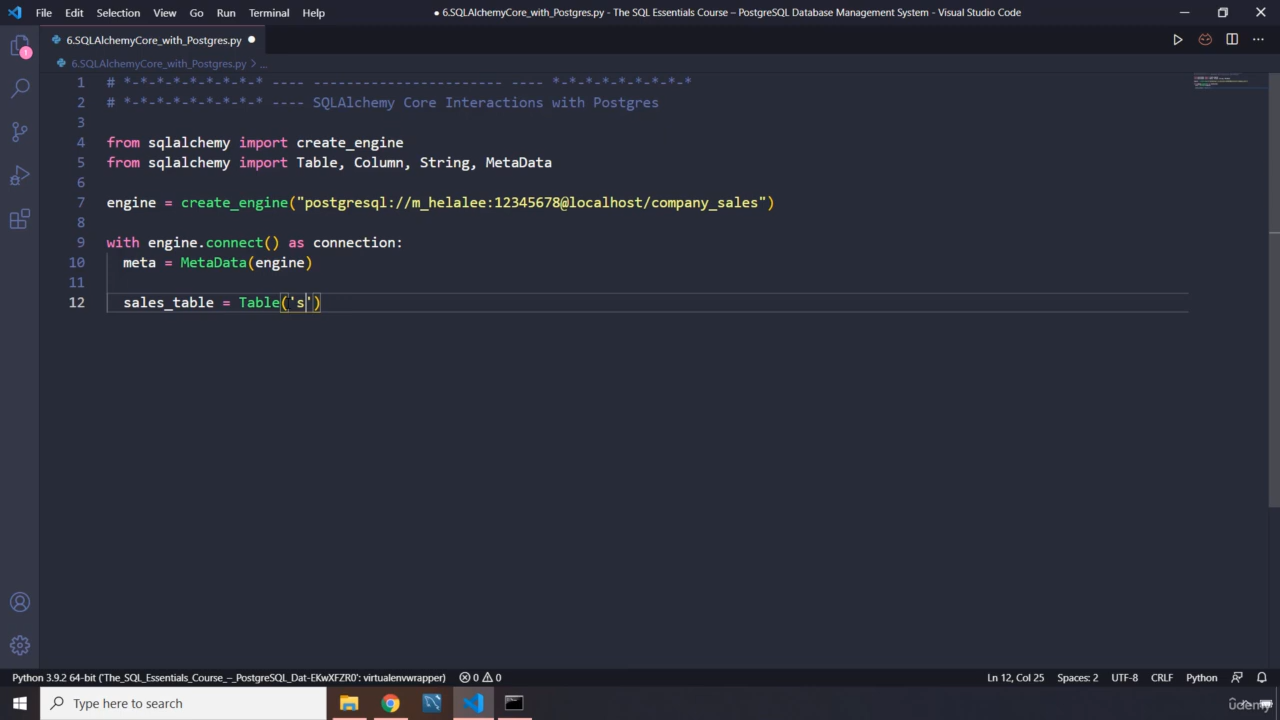 File Edit Selection View Go Run Terminal Help
● 6.SQLAlchemyCore_with_Postgres.py - The SQL Essentials Course – PostgreSQL Database Management System - Visual Studio Code
6.SQLAlchemyCore_with_Postgres.py
6.SQLAlchemyCore_with_Postgres.py > ...
1 # *-*-*-*-*-*-*-*-* ---- ----------------------- ---- *-*-*-*-*-*-*-*-*
2 # *-*-*-*-*-*-*-*-* ---- SQLAlchemy Core Interactions with Postgres
3
4 from sqlalchemy import create_engine
5 from sqlalchemy import Table, Column, String, MetaData
6
7 engine = create_engine("postgresql://m_helalee:12345678@localhost/company_sales")
8
9 with engine.connect() as connection:
10 meta = MetaData(engine)
11
12 sales_table = Table('s')
1
Python 3.9.2 64-bit ('The_SQL_Essentials_Course_–_PostgreSQL_Dat-EKwXFZR0': virtualenvwrapper) 0 0 Ln 12, Col 25 Spaces: 2 UTF-8 CRLF Python
Type here to search
Udemy